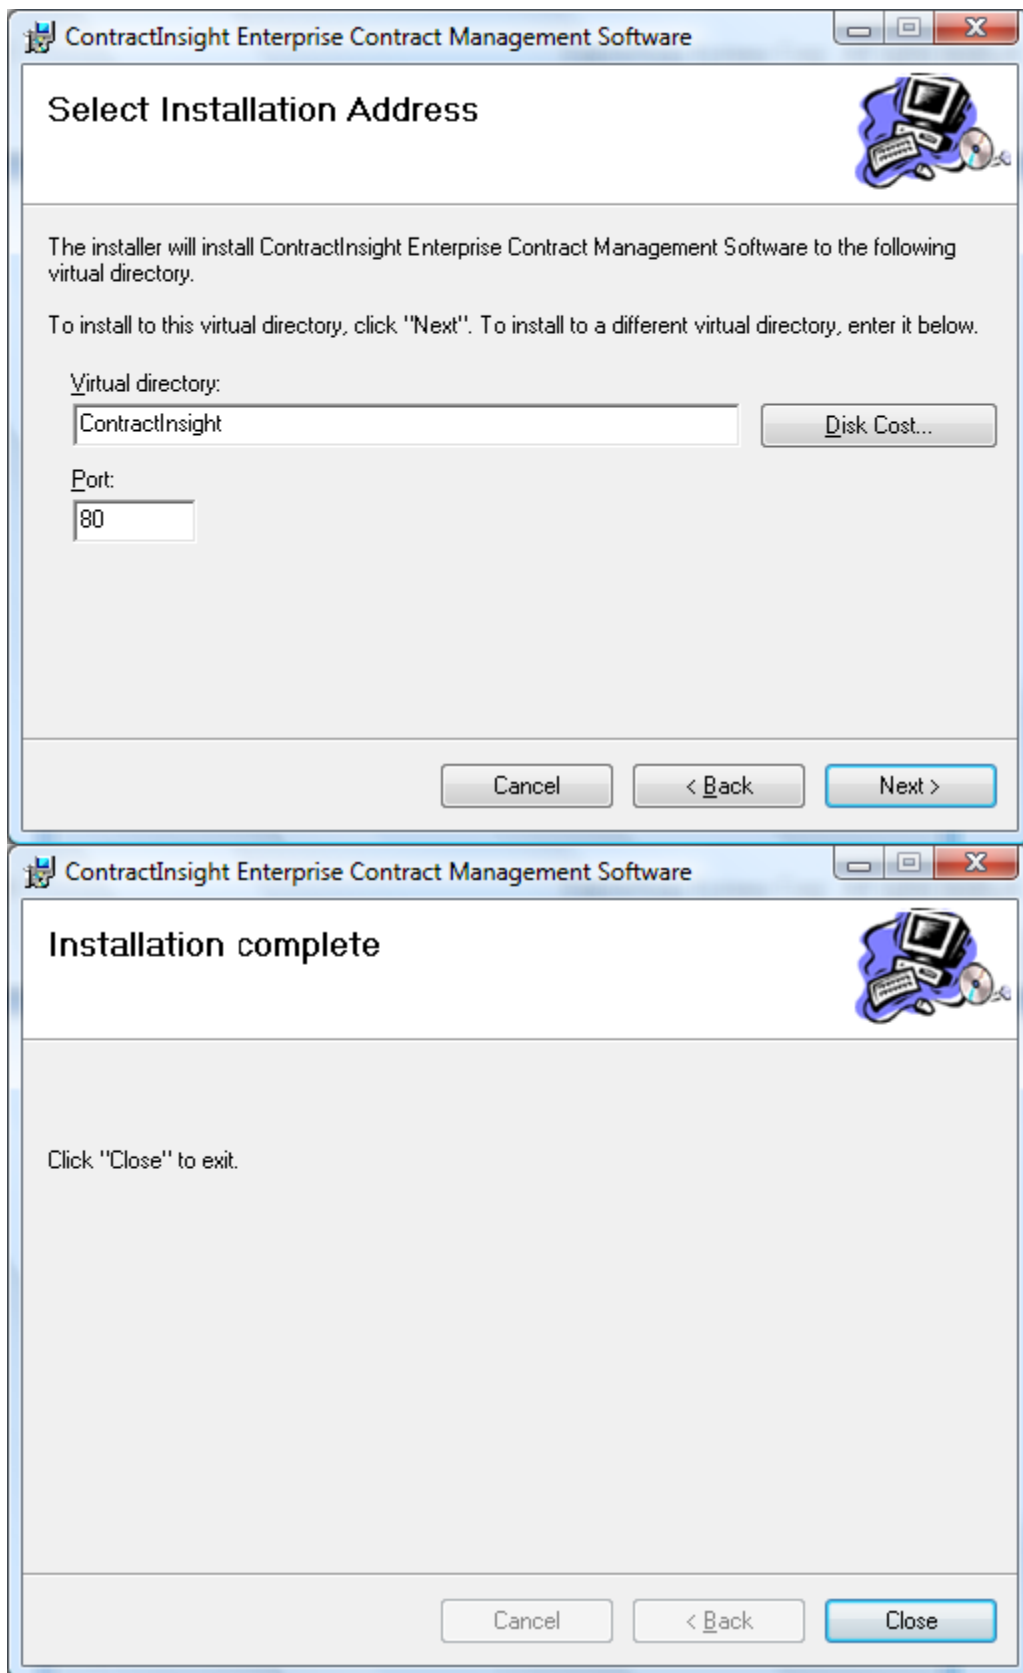 ContractInsight Enterprise Contract Management Software
Select Installation Address
The installer will install ContractInsight Enterprise Contract Management Software to the following
virtual directory.
To install to this virtual directory, click "Next". To install to a different virtual directory, enter it below.
Virtual directory:
ContractInsight
Disk Cost...
Port:
80
Cancel
< Back
Next >
ContractInsight Enterprise Contract Management Software
Installation complete
Click "Close" to exit.
Cancel
< Back
Close